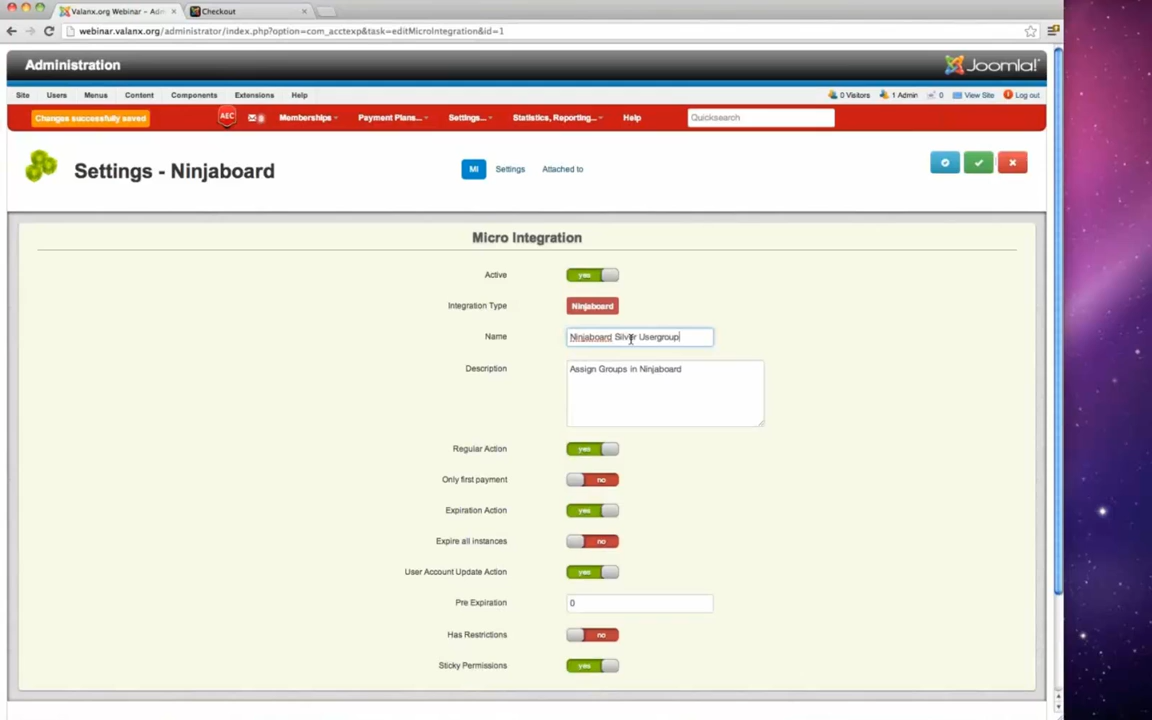 Valanx.org Webinar - Adm
Checkout
webinar.valanx.org/administrator/index.php?option=com_acctexp&task=editMicroIntegration&id=1
Administration
Joomla!
Site Users Menus Content Components Extensions Help
0 Visitors 1 Admin 0 View Site Log out
Changes successfully saved
AEC Memberships Payment Plans... Settings... Statistics, Reporting... Help
Quicksearch
Settings - Ninjaboard
MI Settings Attached to
Micro Integration
Active yes
Integration Type Ninjaboard
Name Ninjaboard Silver Usergroup
Description Assign Groups in Ninjaboard
Regular Action yes
Only first payment no
Expiration Action yes
Expire all instances no
User Account Update Action yes
Pre Expiration 0
Has Restrictions no
Sticky Permissions yes